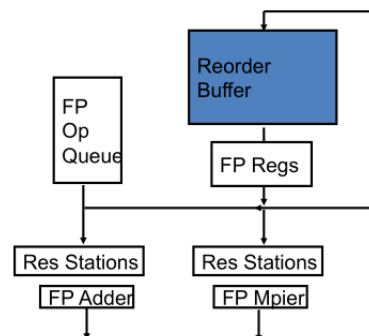 Reorder
Buffer
FP
Op
Queue
FP Regs
Res Stations
Res Stations
FP Adder
FP Mpier